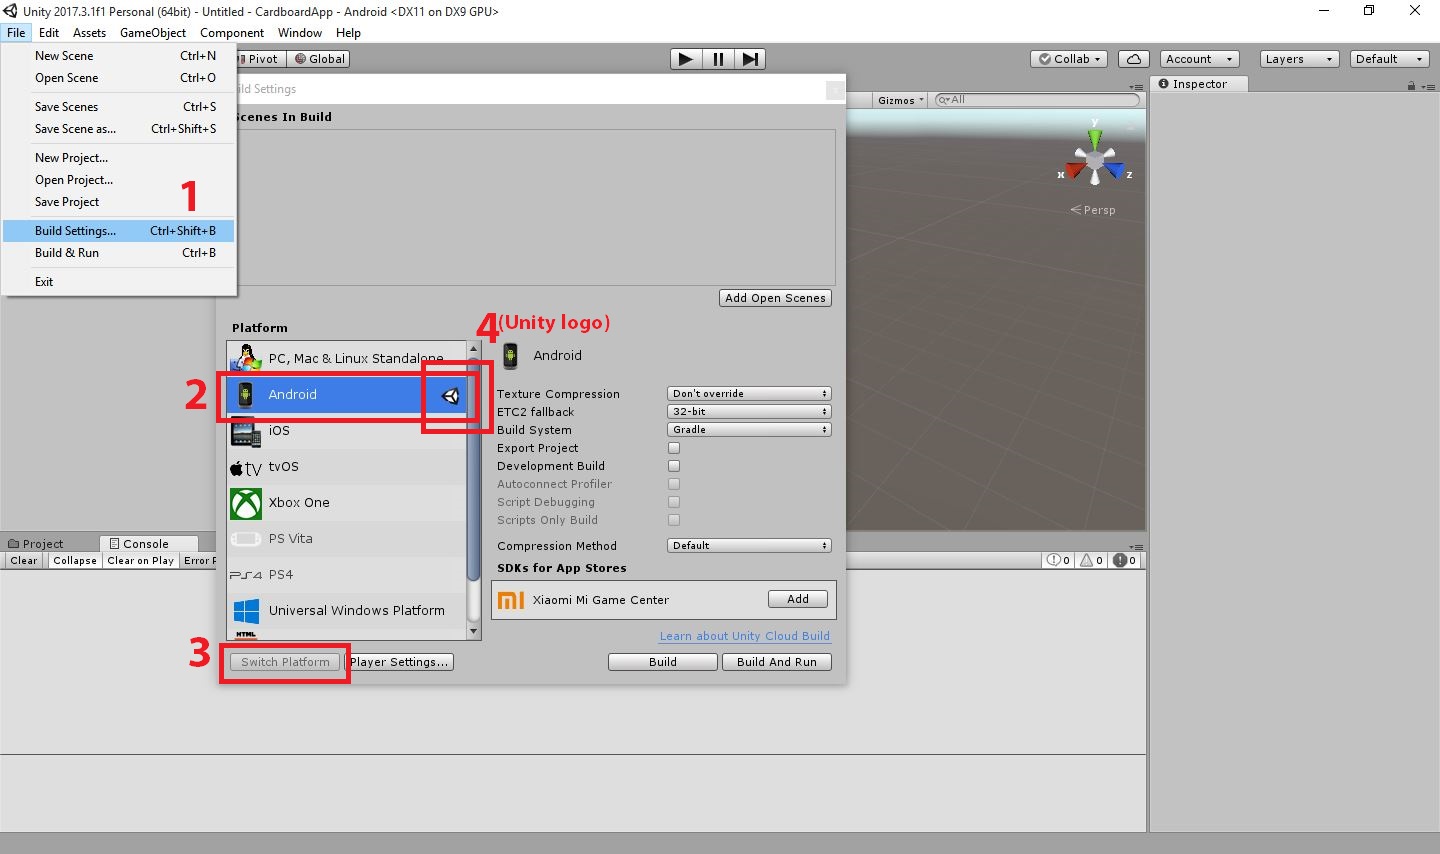 Unity 2017.3.1f1 Personal (64bit) - Untitled - CardboardApp - Android <DX11 on DX9 GPU>
File Edit Assets GameObject Component Window Help
New Scene Ctrl+N
Open Scene Ctrl+O
Save Scenes Ctrl+S
Save Scene as... Ctrl+Shift+S
New Project...
Open Project...
Save Project
1
Build Settings... Ctrl+Shift+B
Build & Run Ctrl+B
Exit
Pivot Global
Collab Account Layers Default
Settings
Gizmos All
Inspector
y
x
z
Persp
Scenes In Build
Add Open Scenes
Platform
4 (Unity logo)
PC, Mac & Linux Standalone
2
Android
iOS
tv tvOS
Xbox One
PS Vita
PS4 PS4
Universal Windows Platform
HTML
3
Switch Platform Player Settings...
Android
Texture Compression Don't override
ETC2 fallback 32-bit
Build System Gradle
Export Project
Development Build
Autoconnect Profiler
Script Debugging
Scripts Only Build
Compression Method Default
SDKs for App Stores
MI Xiaomi Mi Game Center Add
Learn about Unity Cloud Build
Build Build And Run
Project Console
Clear Collapse Clear on Play Error P
0 0 0